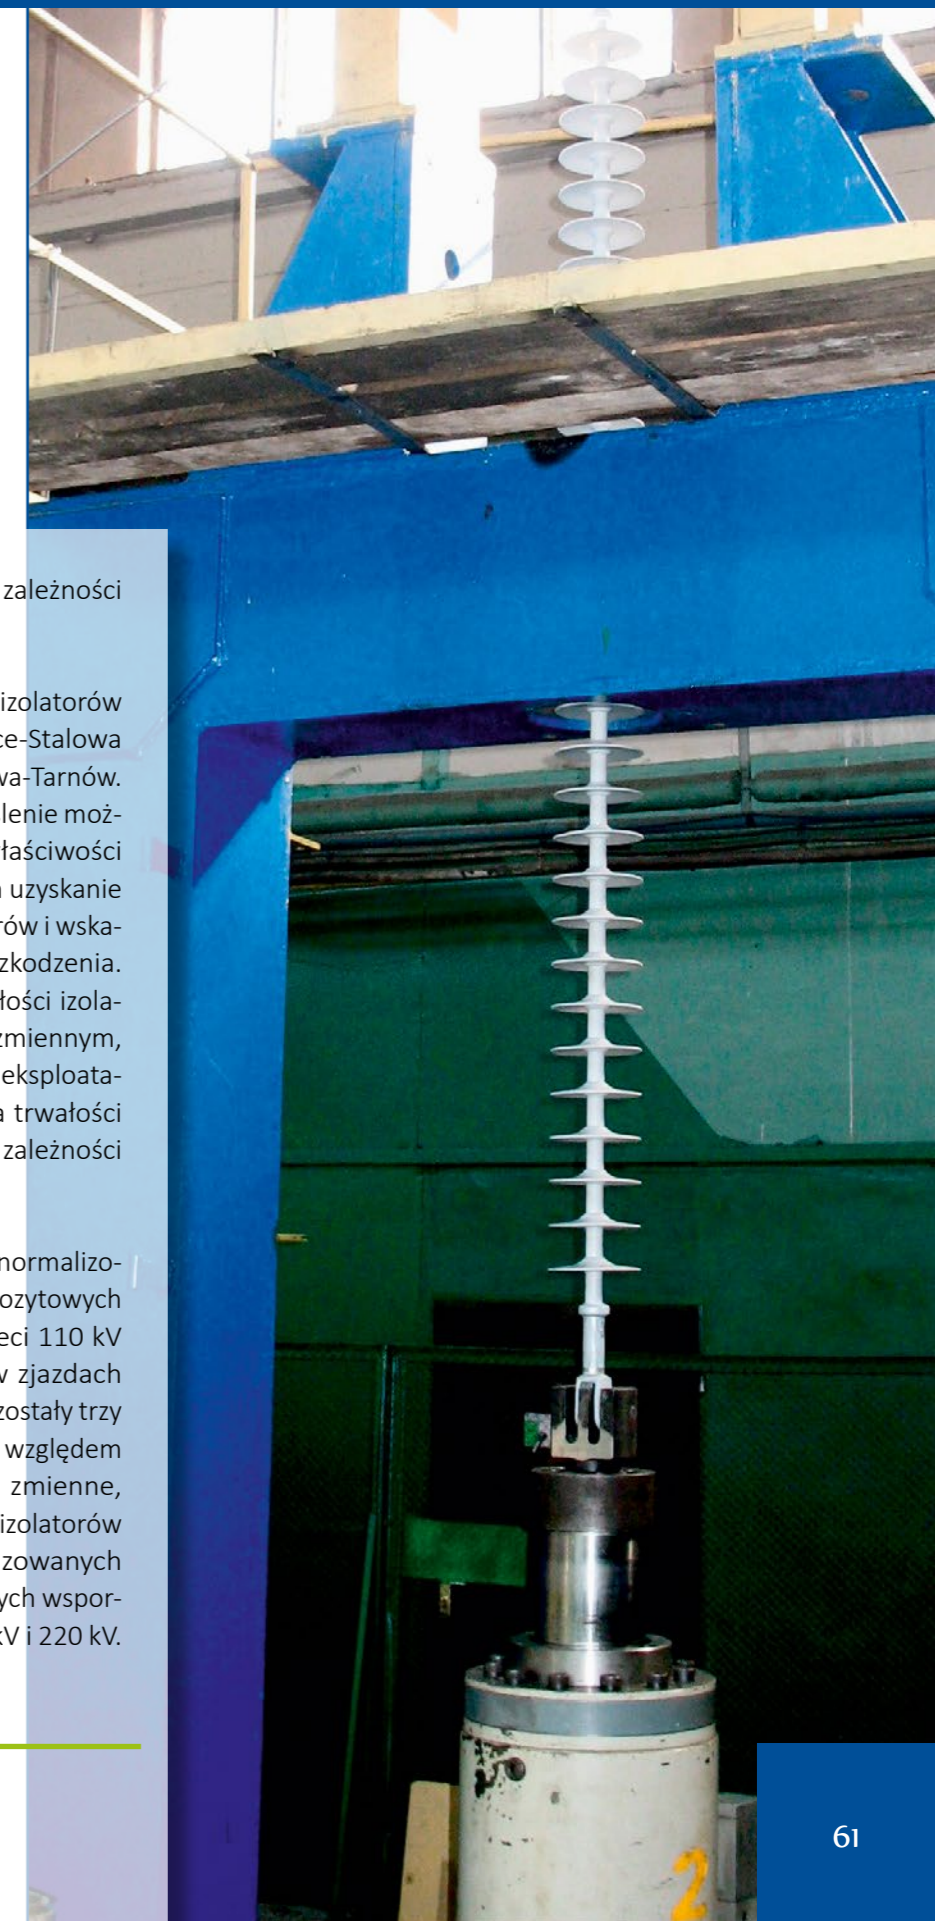 zależności
izolatorów
ce-Stalowa
wa-Tarnów.
lenie moż-
łaściwości
uzyskanie
rów i wska-
zkodzenia.
łości izola-
zmiennym,
eksploata-
a trwałości
zależności
normalizo-
ozytowych
eci 110 kV
w zjazdach
zostały trzy
względem
zmienne,
izolatorów
zowanych
ych wspor-
kV i 220 kV.
2
61